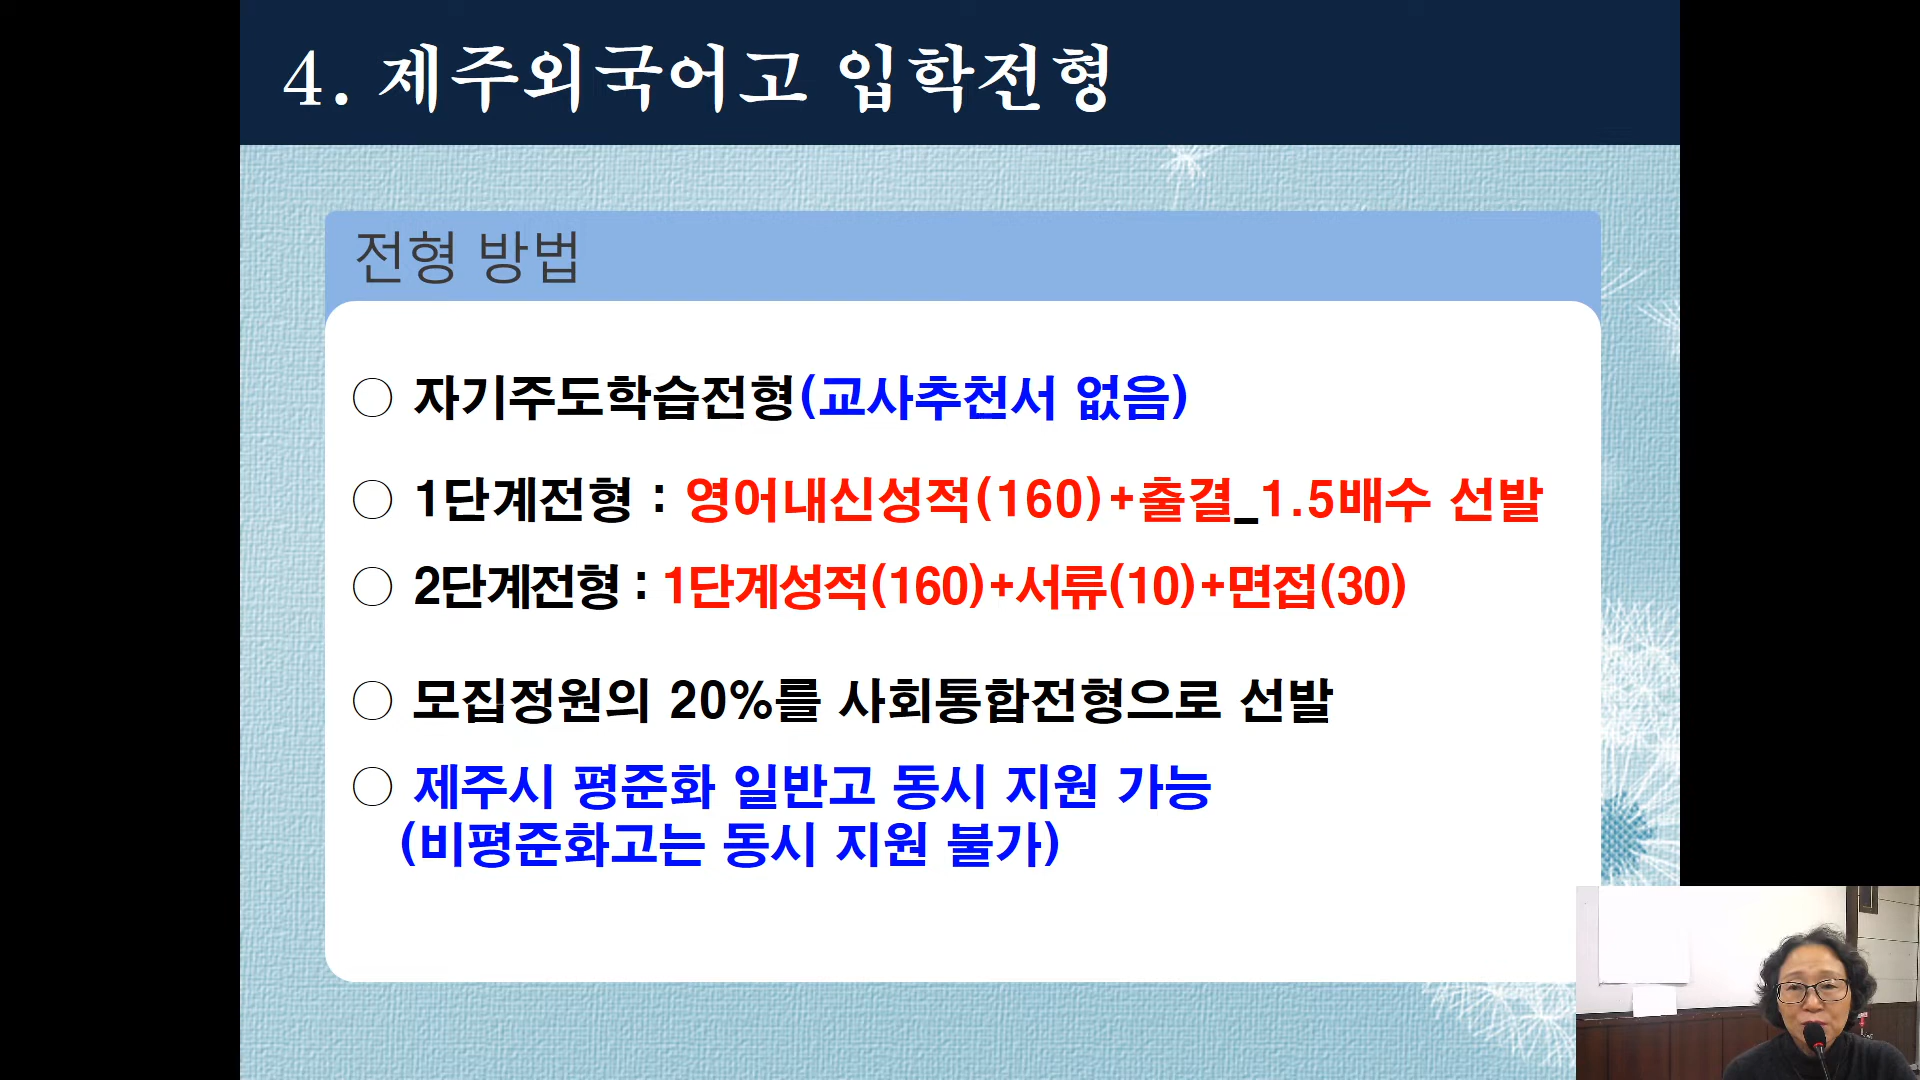 4. 제주외국어고 입학전형
전형 방법
○ 자기주도학습전형(교사추천서 없음)
○ 1단계전형 : 영어내신성적(160)+출결_1.5배수 선발
○ 2단계전형 : 1단계성적(160)+서류(10)+면접(30)
○ 모집정원의 20%를 사회통합전형으로 선발
○ 제주시 평준화 일반고 동시 지원 가능
(비평준화고는 동시 지원 불가)